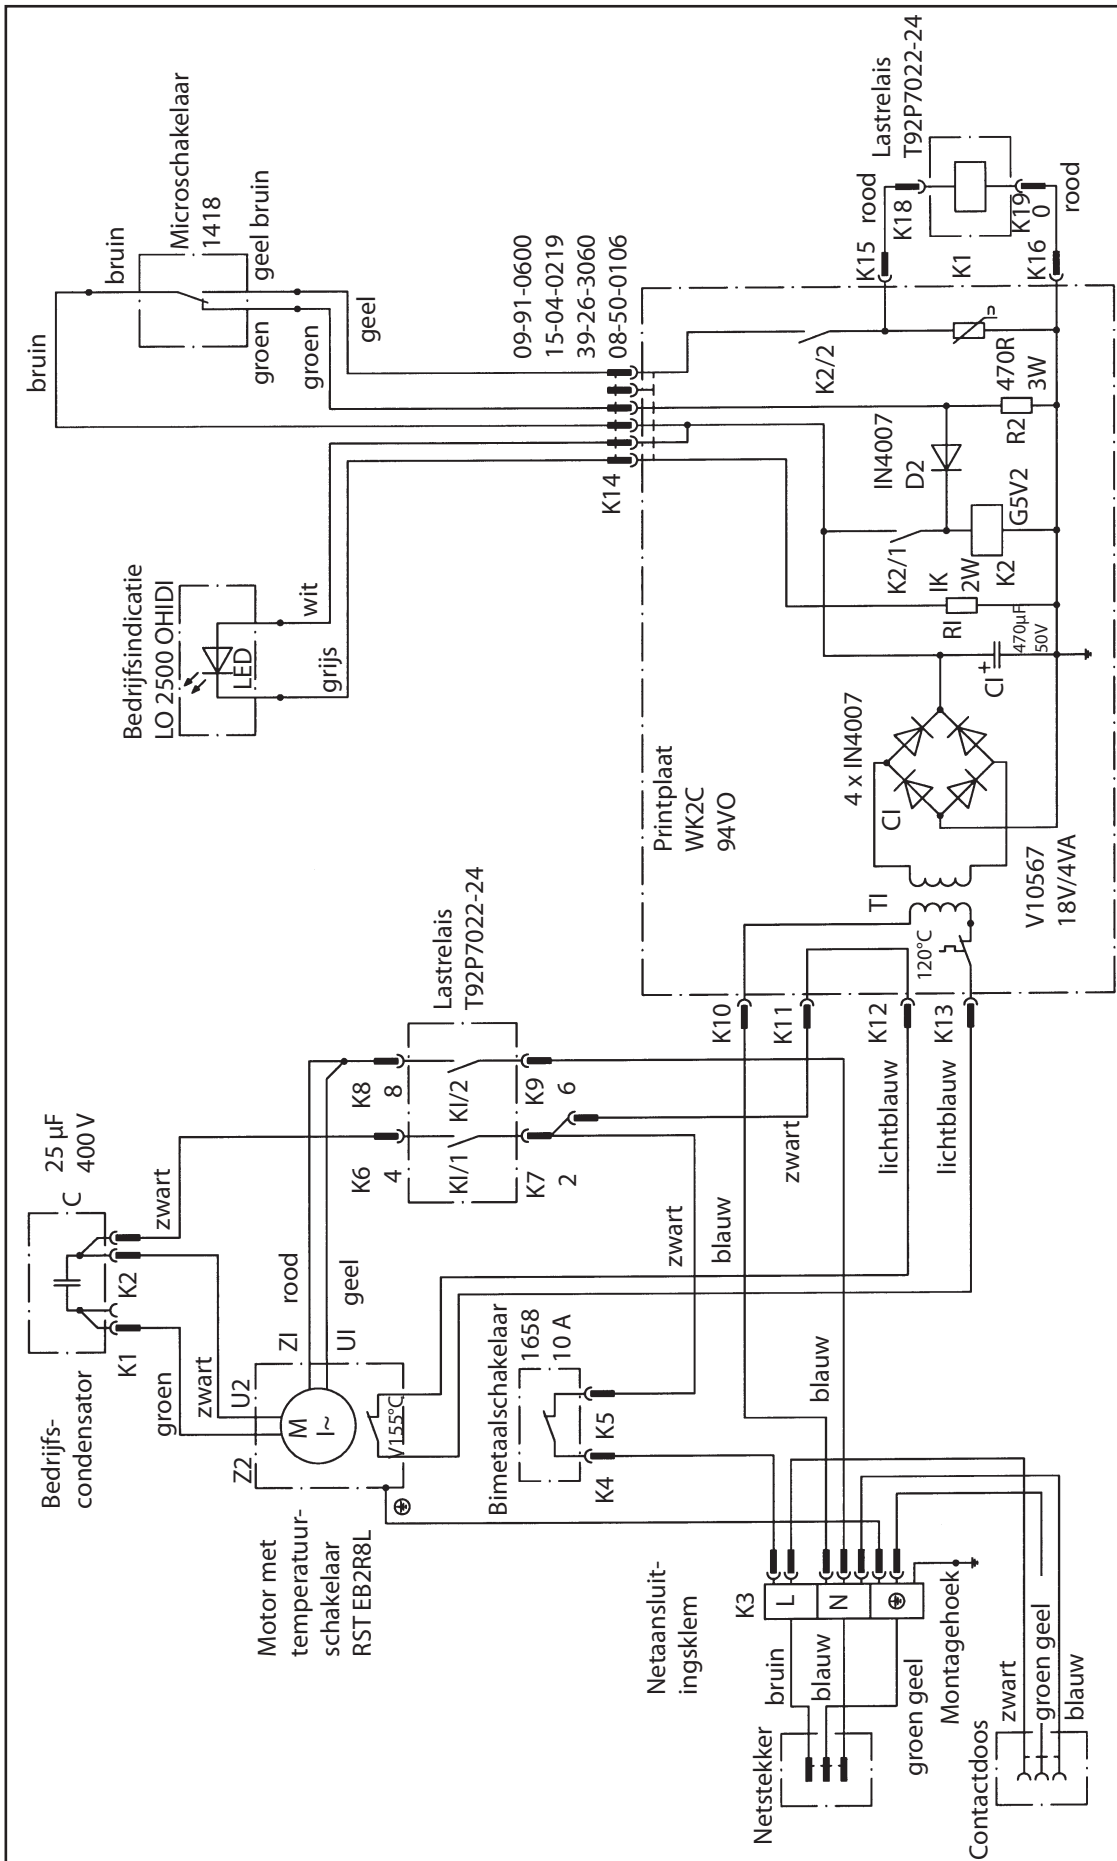 Bedrijfs-
condensator
K1
K2
C
25 µF
400 V
groen
zwart
zwart
Z2
U2
ZI
UI
rood
geel
M
I~
V155°C
Motor met
temperatuur-
schakelaar
RST EB2R8L
Bedrijfsindicatie
LO 2500 OHIDI
LED
grijs
wit
bruin
bruin
Microschakelaar
1418
groen
groen
geel bruin
geel
K6
4
K8
8
KI/1
KI/2
K7
2
K9
6
Lastrelais
T92P7022-24
Bimetaalschakelaar
1658
10 A
K4
K5
zwart
blauw
zwart
blauw
lichtblauw
lichtblauw
K14
09-91-0600
15-04-0219
39-26-3060
08-50-0106
Netaansluit-
ingsklem
K3
L
N
bruin
blauw
groen geel
Netstekker
Montagehoek
Contactdoos
zwart
groen geel
blauw
K10
K11
K12
K13
Printplaat
WK2C
94VO
TI
120°C
V10567
18V/4VA
CI
4 x IN4007
CI
+
470µF
50V
RI
IK
2W
K2/1
K2
G5V2
IN4007
D2
R2
470R
3W
K2/2
U
K15
rood
K18
K1
K16
K19
0
rood
Lastrelais
T92P7022-24